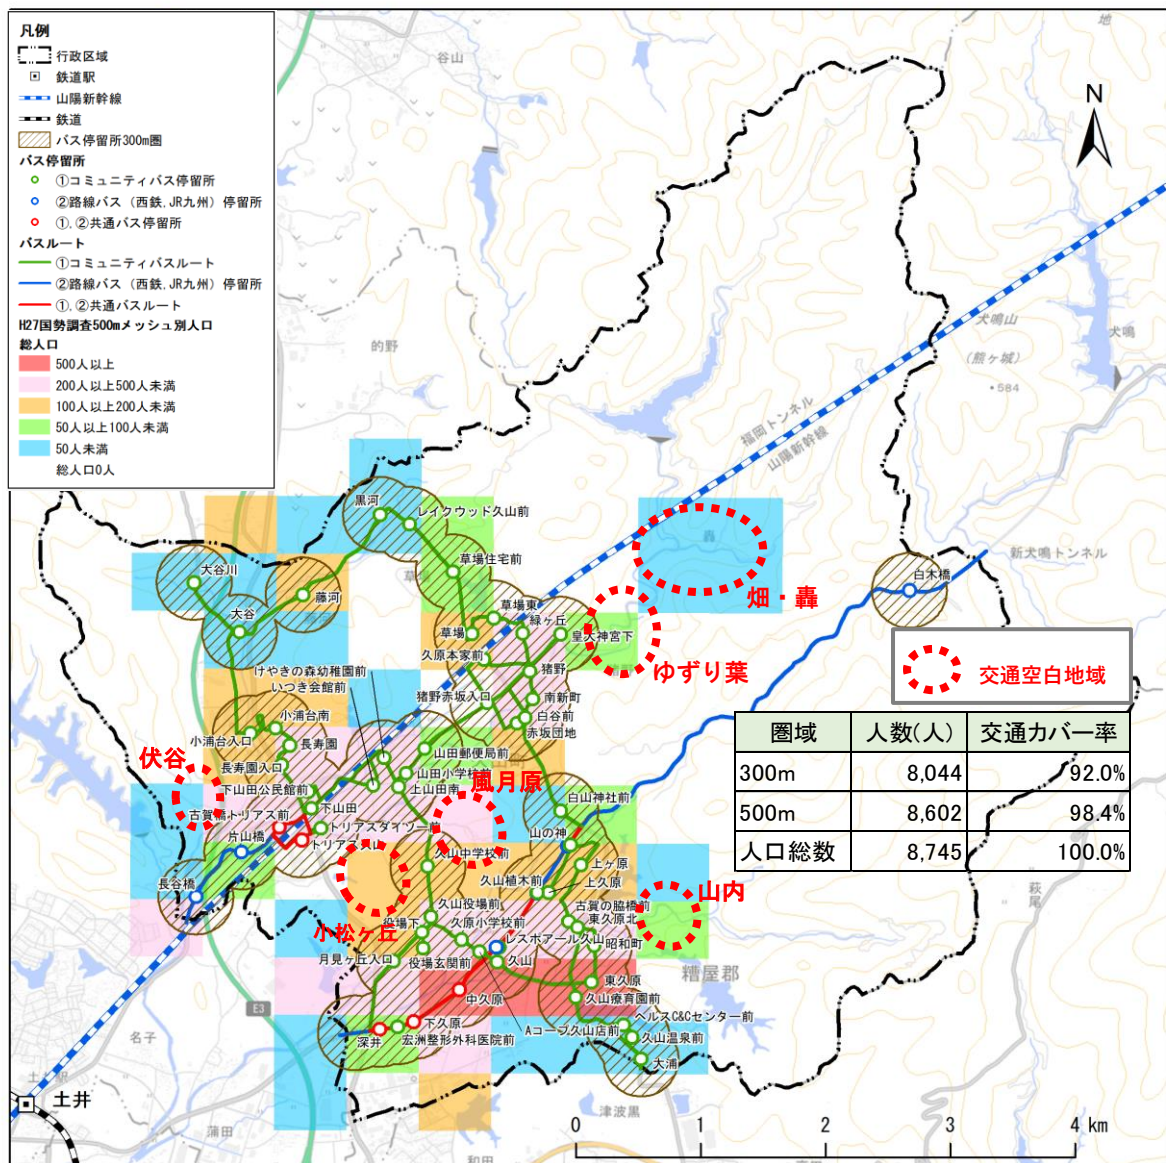 凡例
行政区域
鉄道駅
山陽新幹線
鉄道
バス停留所300m圏
バス停留所
①コミュニティバス停留所
②路線バス（西鉄,JR九州）停留所
①,②共通バス停留所
バスルート
①コミュニティバスルート
②路線バス（西鉄,JR九州）停留所
①,②共通バスルート
H27国勢調査500mメッシュ別人口
総人口
500人以上
200人以上500人未満
100人以上200人未満
50人以上100人未満
50人未満
総人口0人
谷山
地
N
犬鳴山
(熊ヶ城)
・584
犬鳴
的野
福岡トンネル
山陽新幹線
新犬鳴トンネル
黒河
レイクウッド久山前
草場住宅前
轟
畑・轟
白木橋
大谷川
藤河
大谷
草場東
緑ヶ丘
草場
皇大神宮下
ゆずり葉
久原本家前
猪野
けやきの森幼稚園前
いつき会館前
猪野赤坂入口
南新町
白谷前
赤坂団地
交通空白地域
小浦台南
小浦台入口
長寿園
長寿園入口
山田郵便局前
山田小学校
上山田南
伏谷
下山田公民館前
風月原
古賀橋トリアス前
下山田
白山神社前
片山橋
トリアスダイソー前
トリアス久山
山の神
久山中学校前
上ヶ原
長谷橋
久山植木前
上久原
山内
小松ヶ丘
久山役場前
古賀の脇橋前
役場下
久原小学校前
東久原北
レスポアール久山
昭和町
月見ヶ丘入口
役場玄関前
久山
糟屋郡
東久原
中久原
久山療育園前
E3
下久原
Aコープ久山店前
ヘルスC&Cセンター前
深井
宏洲整形外科医院前
久山温泉前
大浦
萩尾
名子
土井
蒲田
津波黒
和田
圏域 人数(人) 交通カバー率
300m 8,044 92.0%
500m 8,602 98.4%
人口総数 8,745 100.0%
0 1 2 3 4 km